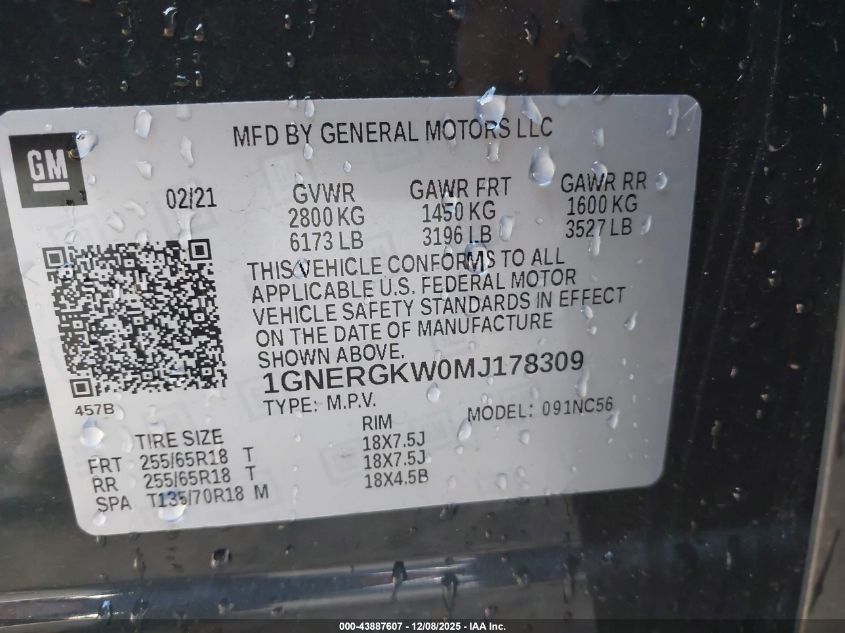 MFD BY GENERAL MOTORS LLC
GM
02/21
GVWR GAWR FRT GAWR RR
2800 KG 1450 KG 1600 KG
6173 LB 3196 LB 3527 LB
THIS VEHICLE CONFORMS TO ALL
APPLICABLE U.S. FEDERAL MOTOR
VEHICLE SAFETY STANDARDS IN EFFECT
ON THE DATE OF MANUFACTURE
SHOWN ABOVE.
1GNERGKW0MJ178309
457B
TYPE: M.P.V. MODEL: 091NC56
TIRE SIZE RIM
FRT 255/65R18 T 18X7.5J
RR 255/65R18 T 18X7.5J
SPA T135/70R18 M 18X4.5B
000-43887607 - 12/08/2025 - IAA Inc.